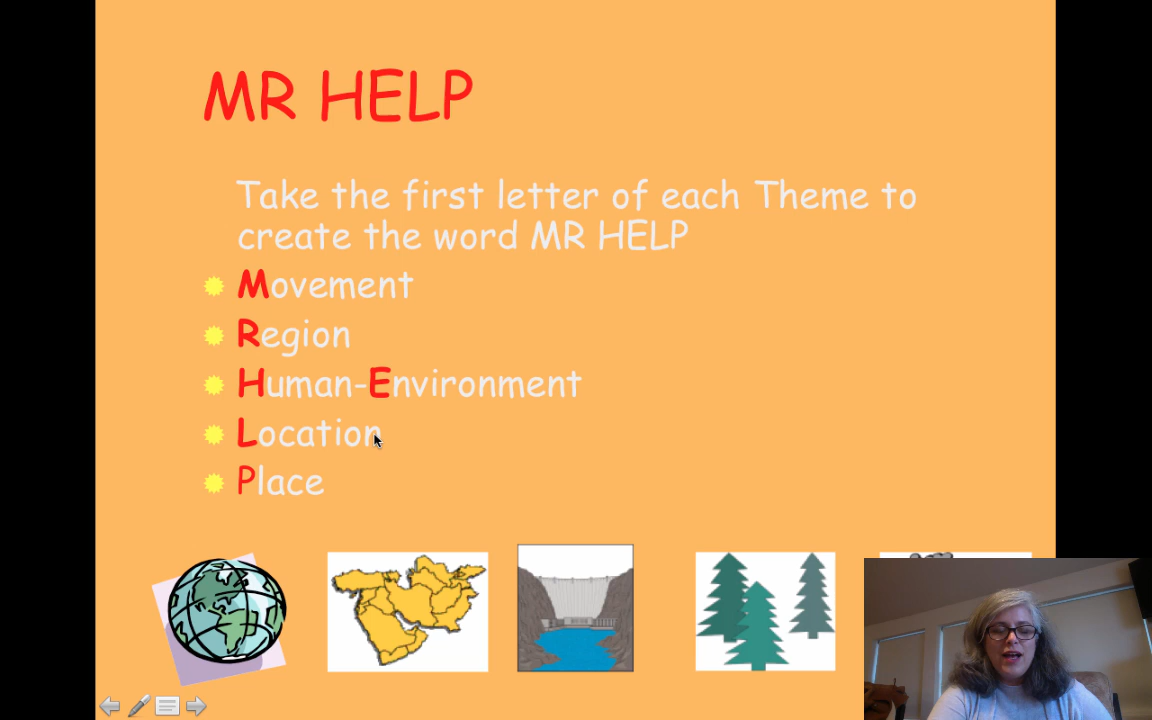 MR HELP
Take the first letter of each Theme to
create the word MR HELP
Movement
Region
Human-Environment
Location
Place